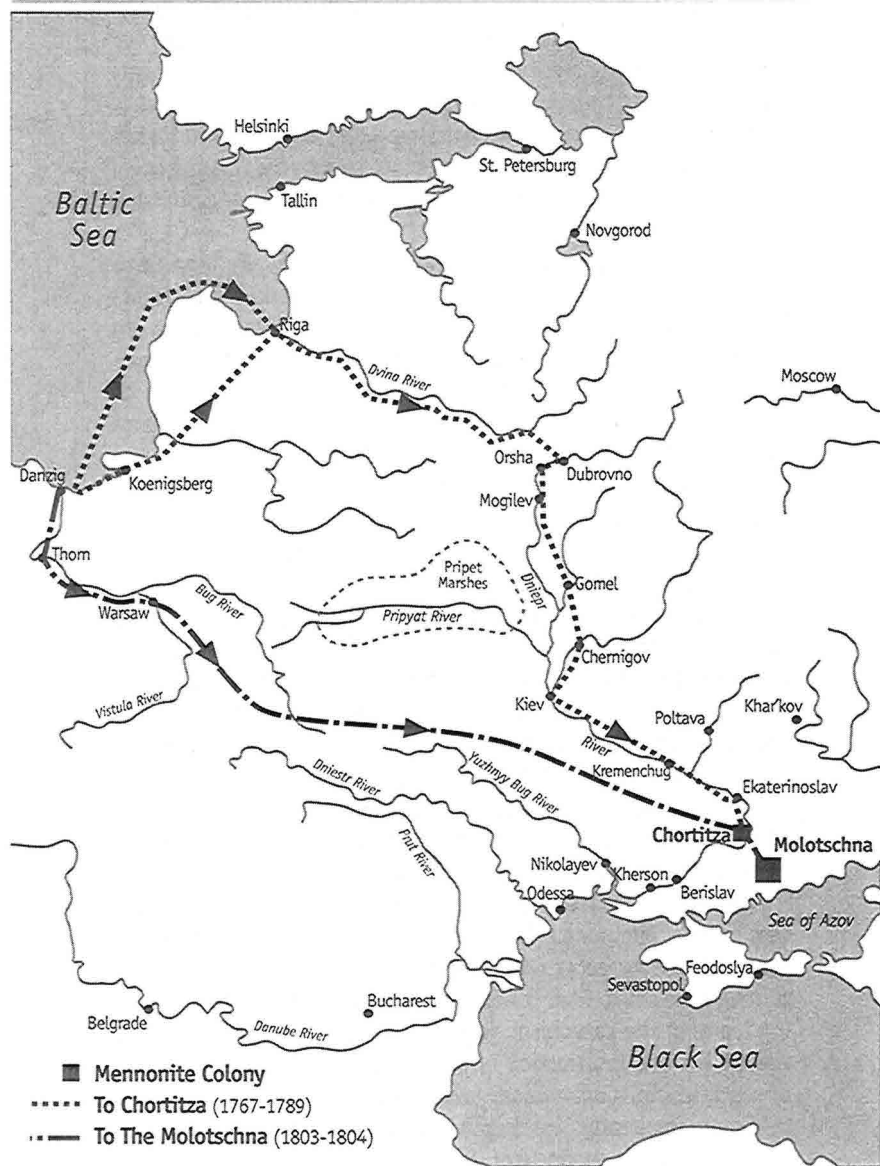 Helsinki
St. Petersburg
Tallin
Baltic
Sea
Novgorod
Riga
Dvina River
Moscow
Orsha
Dubrovno
Danzig
Koenigsberg
Mogilev
Thorn
Pripet
Marshes
Dniepr
Gomel
Bug River
Warsaw
Pripyat River
Chernigov
Kiev
Vistula River
Poltava
Khar'kov
River
Kremenchug
Yuzhnyy Bug River
Ekaterinoslav
Dniestr River
Chortitza
Molotschna
Prut River
Nikolayev
Kherson
Berislav
Odessa
Sea of Azov
Feodoslya
Sevastopol
Bucharest
Belgrade
Danube River
Black Sea
Mennonite Colony
To Chortitza (1767-1789)
To The Molotschna (1803-1804)